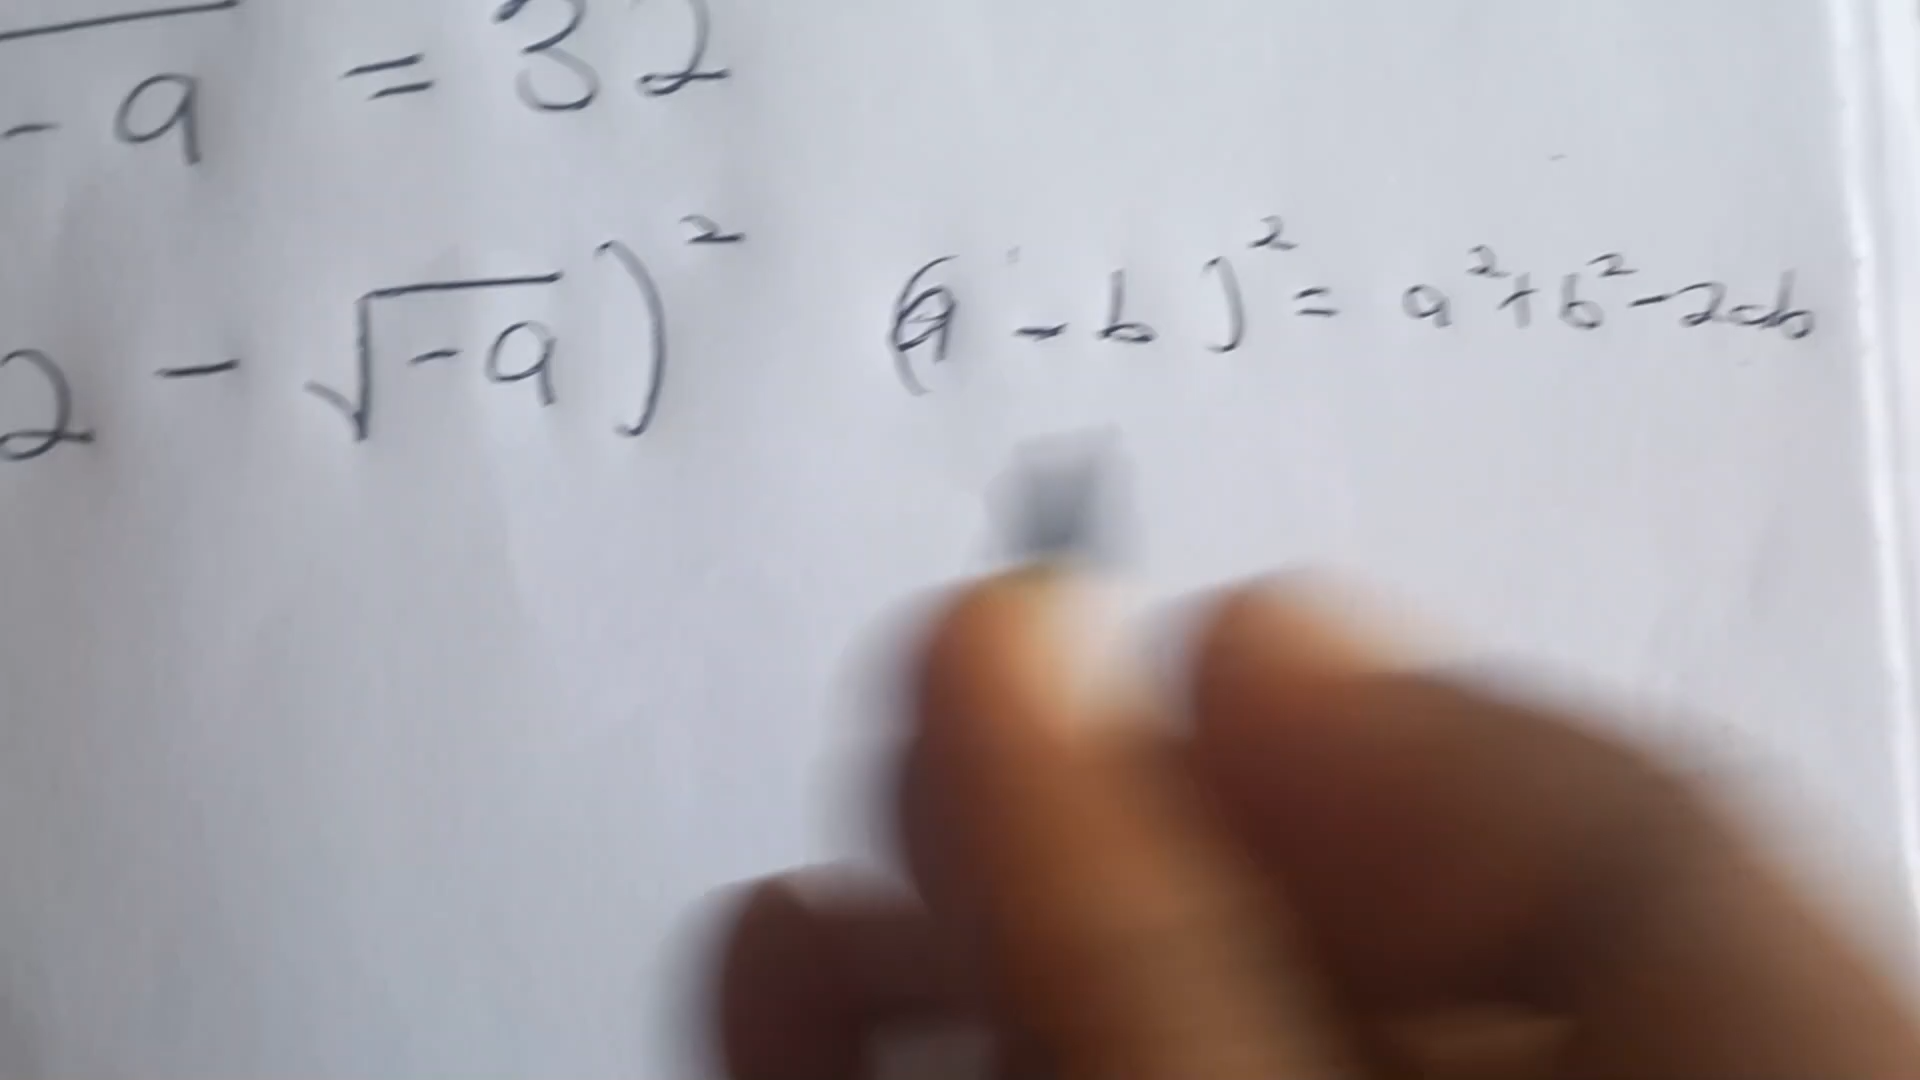 - a = 32
2 - √-a)² (a - b)² = a²+b²-2ab